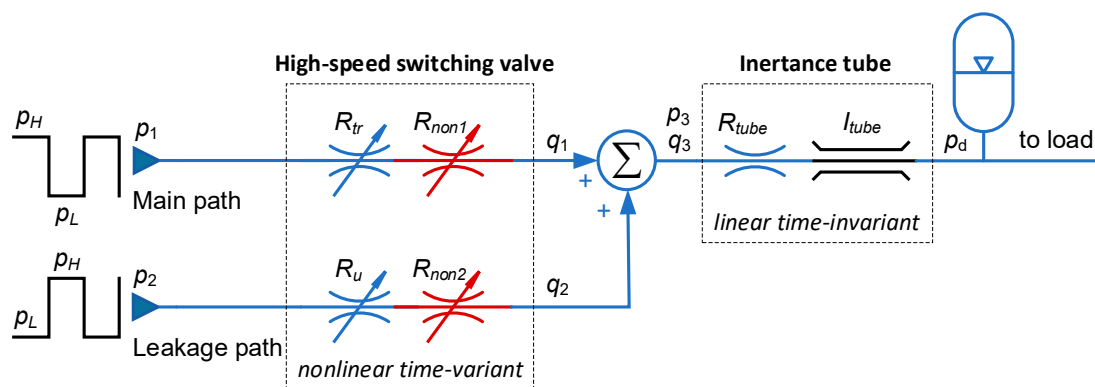 High-speed switching valve
Inertance tube
pH
p1
Rtr
Rnon1
q1
p3
q3
Rtube
Itube
pd
to load
Σ
pL
Main path
+
+
pH
p2
Ru
Rnon2
q2
pL
Leakage path
linear time-invariant
nonlinear time-variant